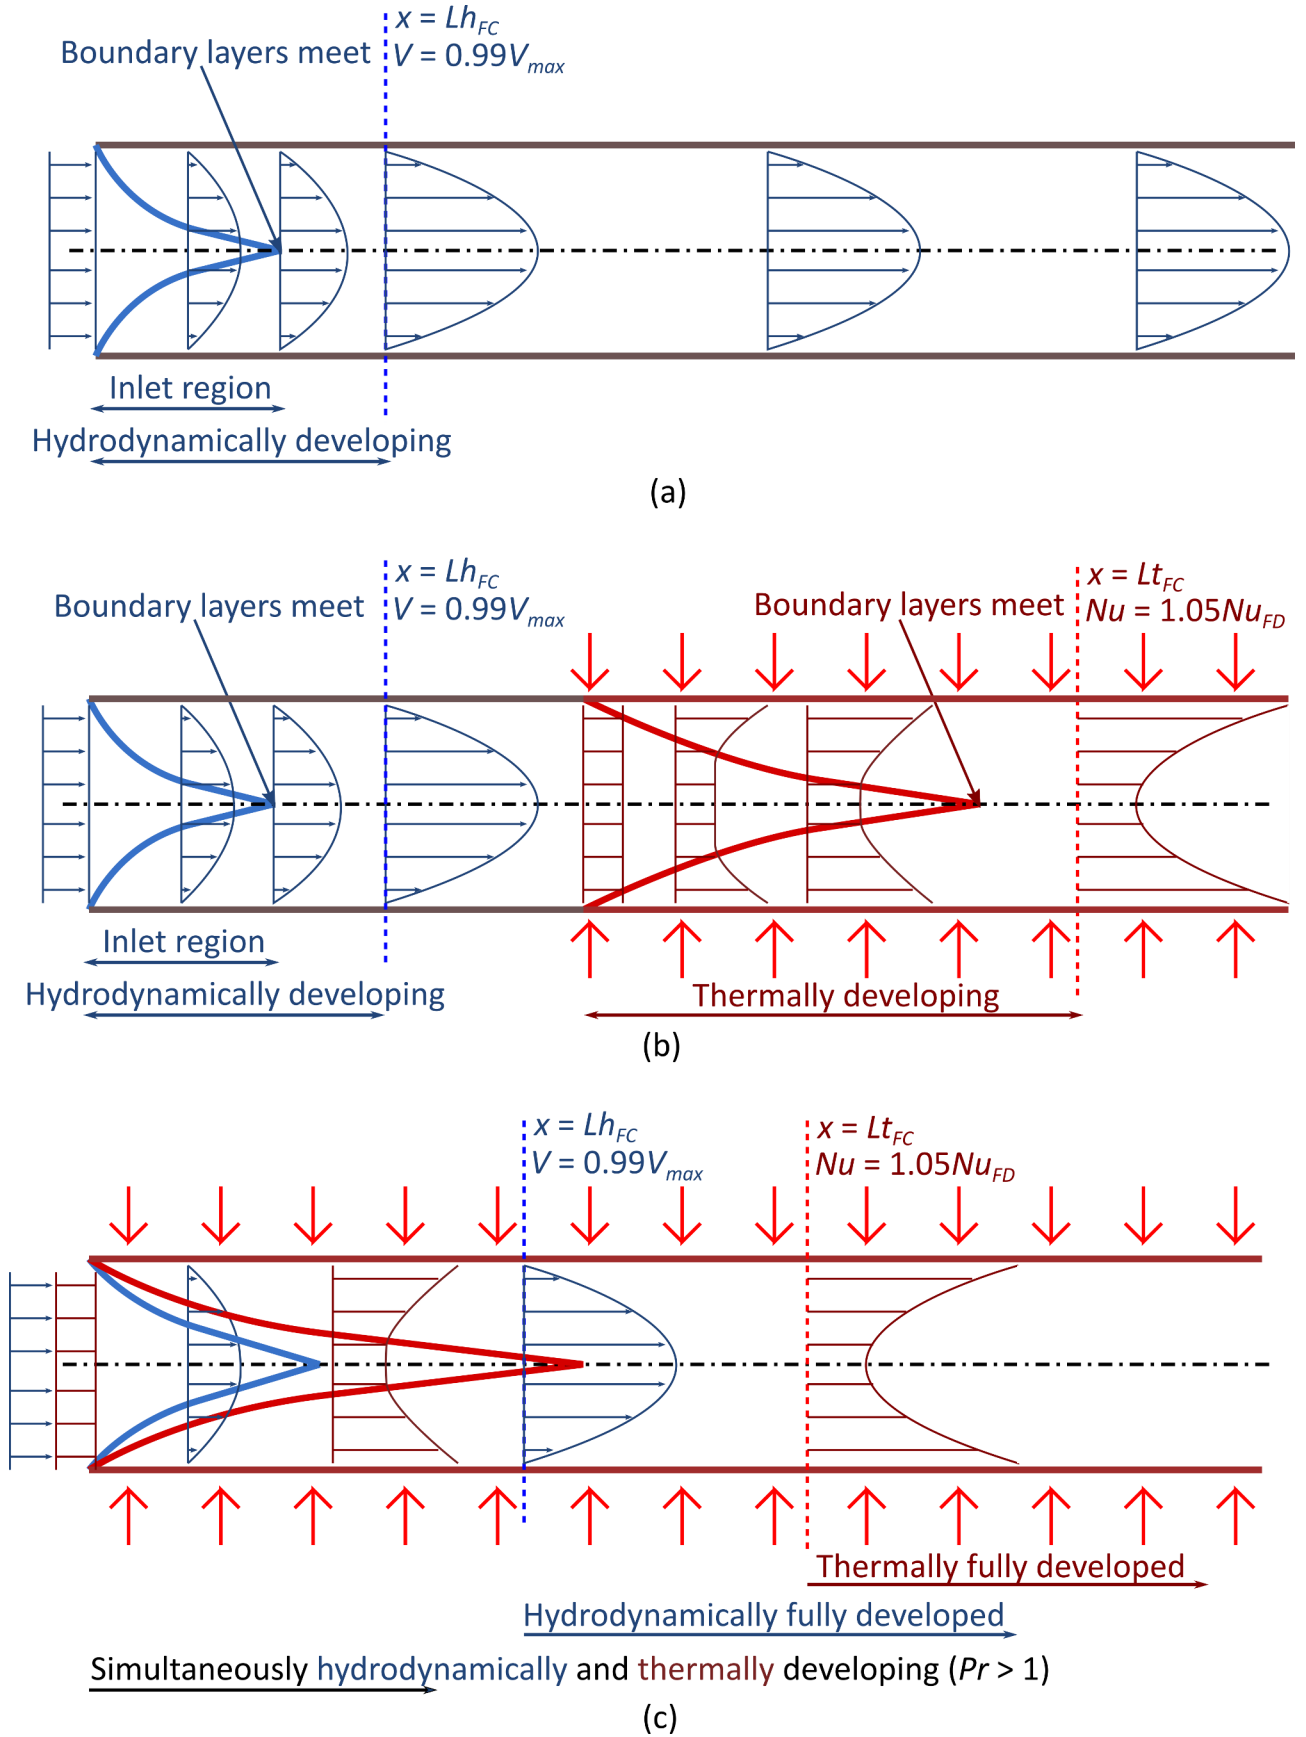 x = Lh_FC
V = 0.99V_max
Boundary layers meet
Inlet region
Hydrodynamically developing
(a)
x = Lh_FC
V = 0.99V_max
Boundary layers meet
x = Lt_FC
Nu = 1.05Nu_FD
Boundary layers meet
Inlet region
Hydrodynamically developing
Thermally developing
(b)
x = Lh_FC
V = 0.99V_max
x = Lt_FC
Nu = 1.05Nu_FD
Thermally fully developed
Hydrodynamically fully developed
Simultaneously hydrodynamically and thermally developing (Pr > 1)
(c)